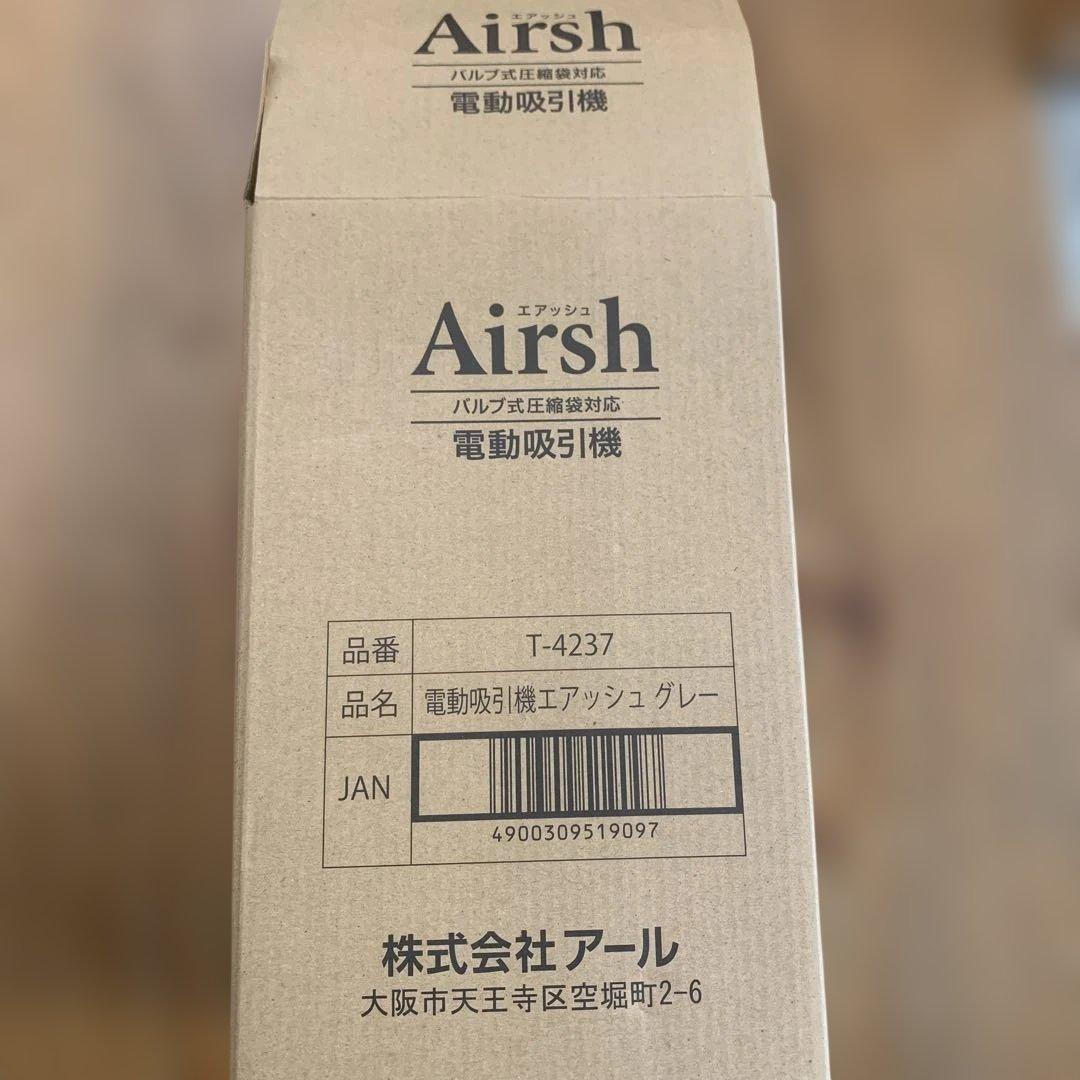 エアッシュ
Airsh
バルブ式圧縮袋対応
電動吸引機
エアッシュ
Airsh
バルブ式圧縮袋対応
電動吸引機
品番 T-4237
品名 電動吸引機エアッシュ グレー
JAN
4900309519097
株式会社アール
大阪市天王寺区空堀町2-6